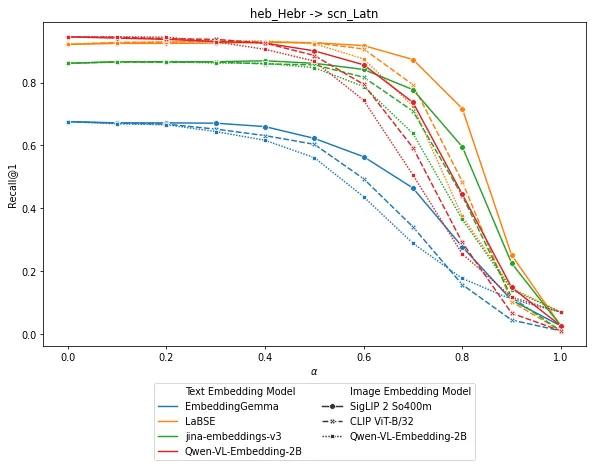 heb_Hebr -> scn_Latn
Recall@1
0.8
0.6
0.4
0.2
0.0
0.0 0.2 0.4 0.6 0.8 1.0
α
Text Embedding Model Image Embedding Model
EmbeddingGemma SigLIP 2 So400m
LaBSE CLIP ViT-B/32
jina-embeddings-v3 Qwen-VL-Embedding-2B
Qwen-VL-Embedding-2B